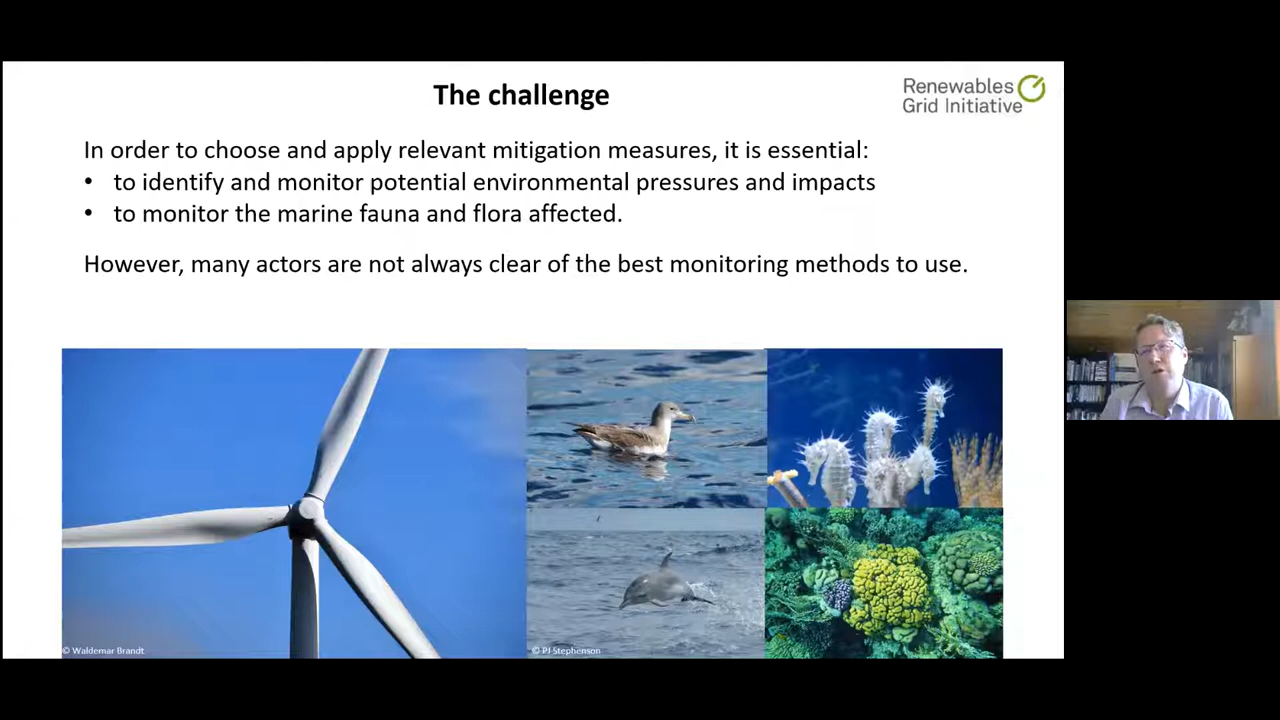 The challenge
Renewables
Grid Initiative
In order to choose and apply relevant mitigation measures, it is essential:
• to identify and monitor potential environmental pressures and impacts
• to monitor the marine fauna and flora affected.
However, many actors are not always clear of the best monitoring methods to use.
© Waldemar Brandt
© PJ Stephenson